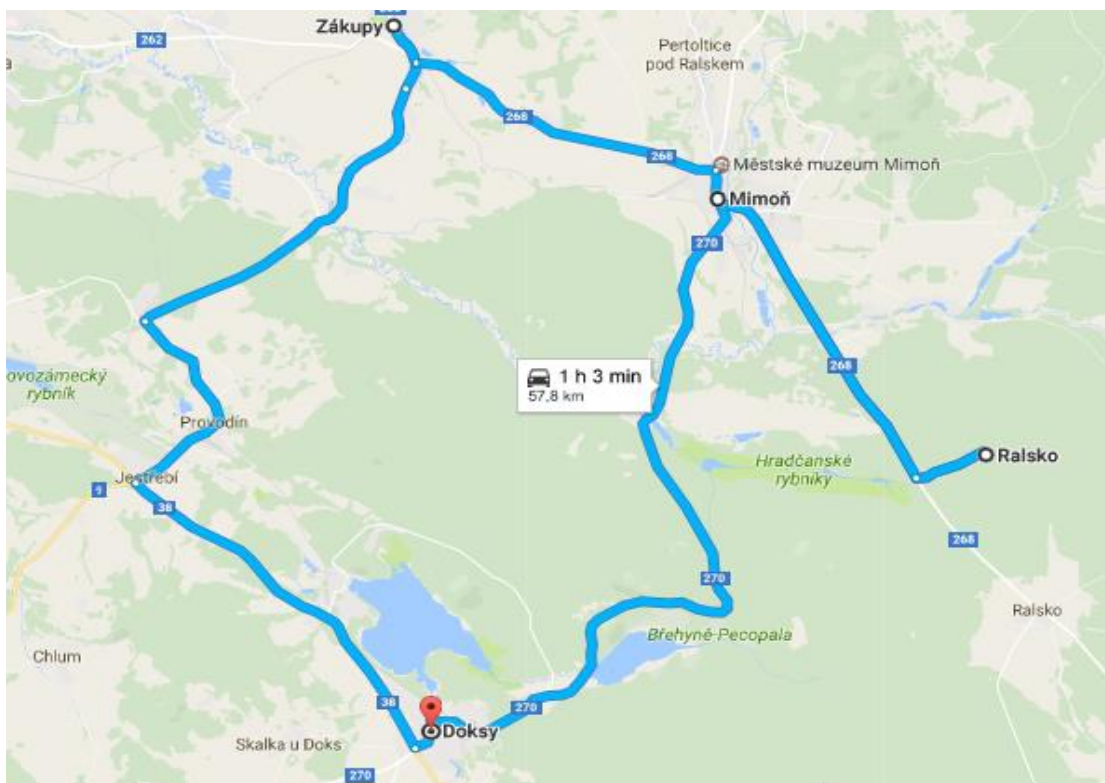 Zákupy
262
Pertoltice
pod Ralskem
268
268
Městské muzeum Mimoň
Mimoň
270
1 h 3 min
57,8 km
268
ovozámecký
rybník
Provodín
Jestřebí
9
38
Hradčanské
rybníky
Ralsko
268
270
Ralsko
Břehyně-Pecopala
Chlum
38
270
Doksy
Skalka u Doks
270